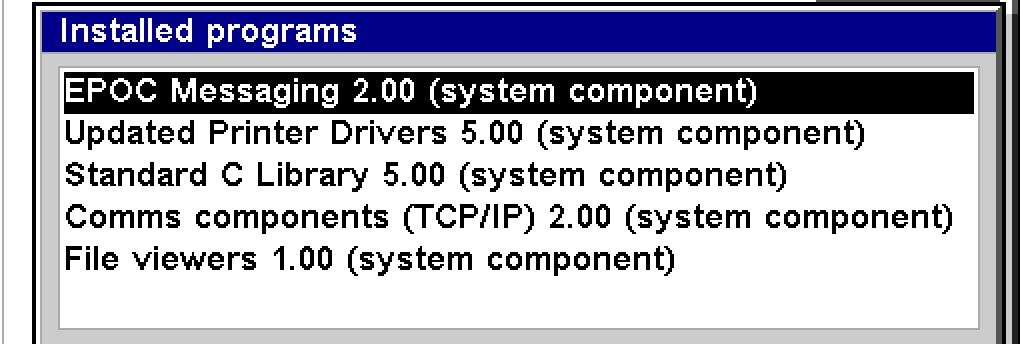 Installed programs
EPOC Messaging 2.00 (system component)
Updated Printer Drivers 5.00 (system component)
Standard C Library 5.00 (system component)
Comms components (TCP/IP) 2.00 (system component)
File viewers 1.00 (system component)